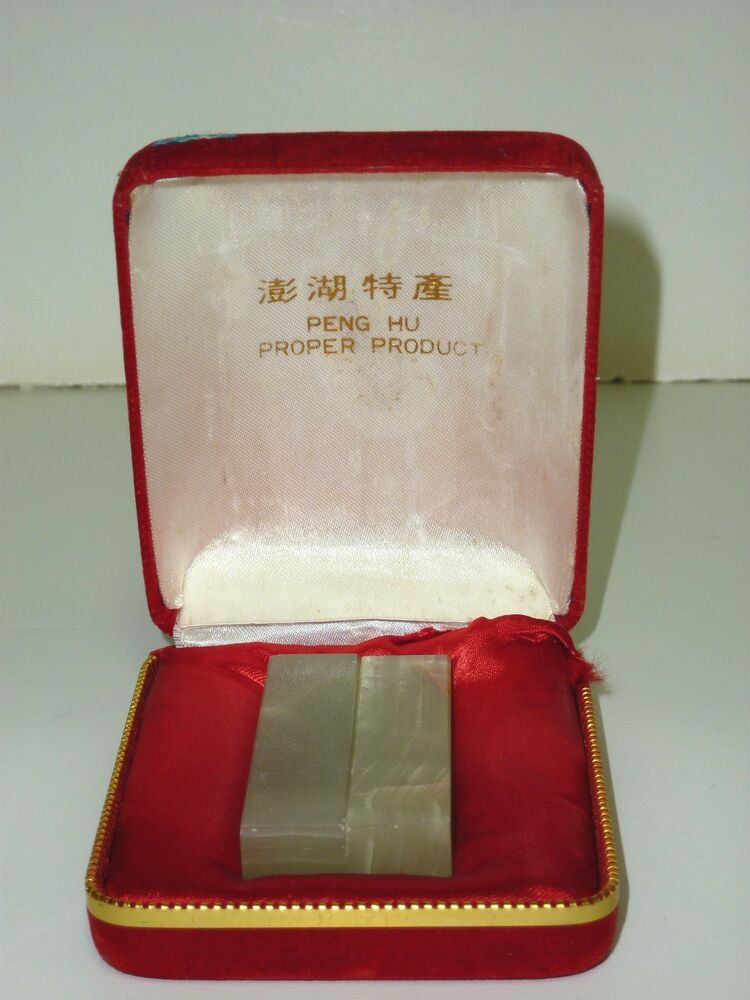 澎湖特產
PENG HU
PROPER PRODUCT